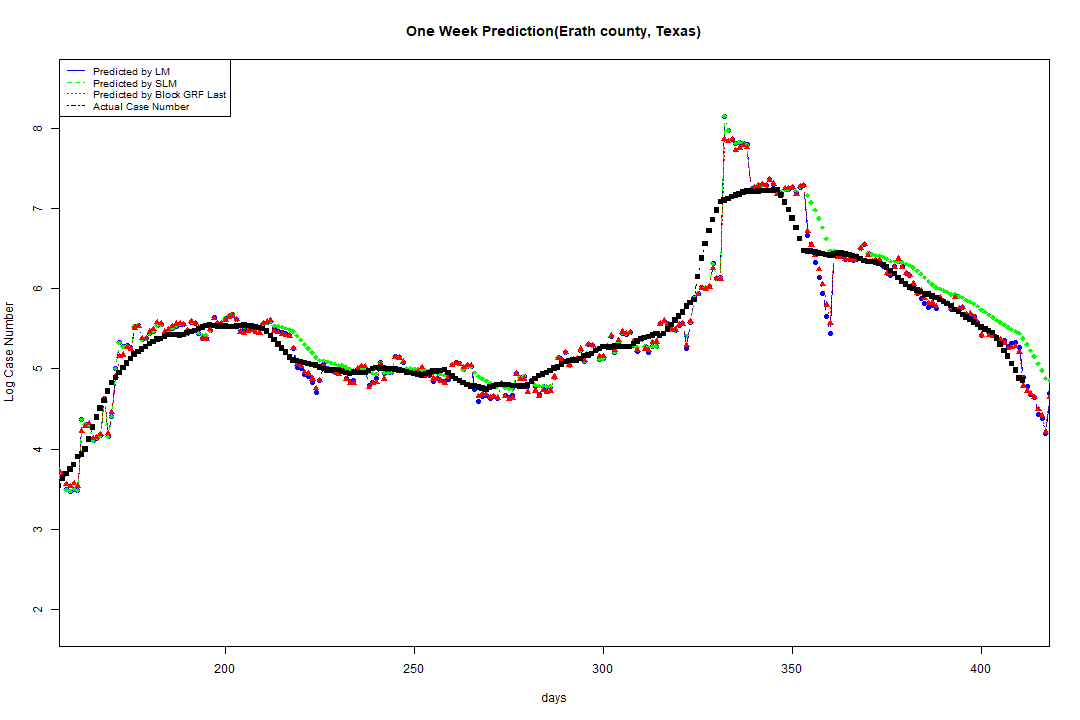 One Week Prediction(Erath county, Texas)
Predicted by LM
Predicted by SLM
Predicted by Block GRF Last
Actual Case Number
Log Case Number
8
7
6
5
4
3
2
200 250 300 350 400
days